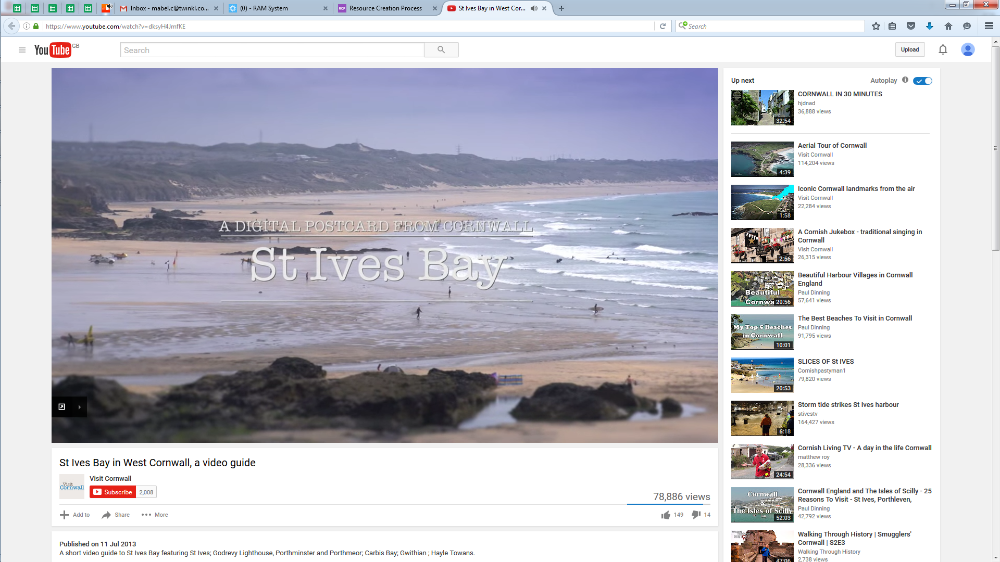 Inbox - mabel.c@twinkl.co...
(0) - RAM System
RCP Resource Creation Process
St Ives Bay in West Cor...
https://www.youtube.com/watch?v=dksyH4JmfKE
Search
YouTube GB
Search
Upload
A DIGITAL POSTCARD FROM CORNWALL
St Ives Bay
St Ives Bay in West Cornwall, a video guide
Visit Cornwall
Visit Cornwall
Subscribe 2,008
78,886 views
Add to
Share
More
149
14
Published on 11 Jul 2013
A short video guide to St Ives Bay featuring St Ives; Godrevy Lighthouse, Porthminster and Porthmeor; Carbis Bay; Gwithian ; Hayle Towans.
Up next
Autoplay
CORNWALL IN 30 MINUTES
hjdnad
36,888 views
32:54
Aerial Tour of Cornwall
Visit Cornwall
114,204 views
4:39
Iconic Cornwall landmarks from the air
Visit Cornwall
22,284 views
1:58
A Cornish Jukebox - traditional singing in
Cornwall
Visit Cornwall
26,315 views
2:56
Beautiful Harbour Villages in Cornwall
England
Paul Dinning
57,641 views
Beautiful
Cornwa
20:56
The Best Beaches To Visit in Cornwall
Paul Dinning
91,795 views
My Top 5 Beaches
in Cornwall
10:01
SLICES OF St IVES
Cornishpastyman1
79,820 views
20:53
Storm tide strikes St Ives harbour
stivestv
164,427 views
6:18
Cornish Living TV - A day in the life Cornwall
matthew roy
28,336 views
24:54
Cornwall England and The Isles of Scilly - 25
Reasons To Visit - St Ives, Porthleven,
Paul Dinning
42,792 views
Cornwall
&
The Isles of Scilly
52:03
Walking Through History | Smugglers'
Cornwall | S2E3
Walking Through History
2,738 views
47:06